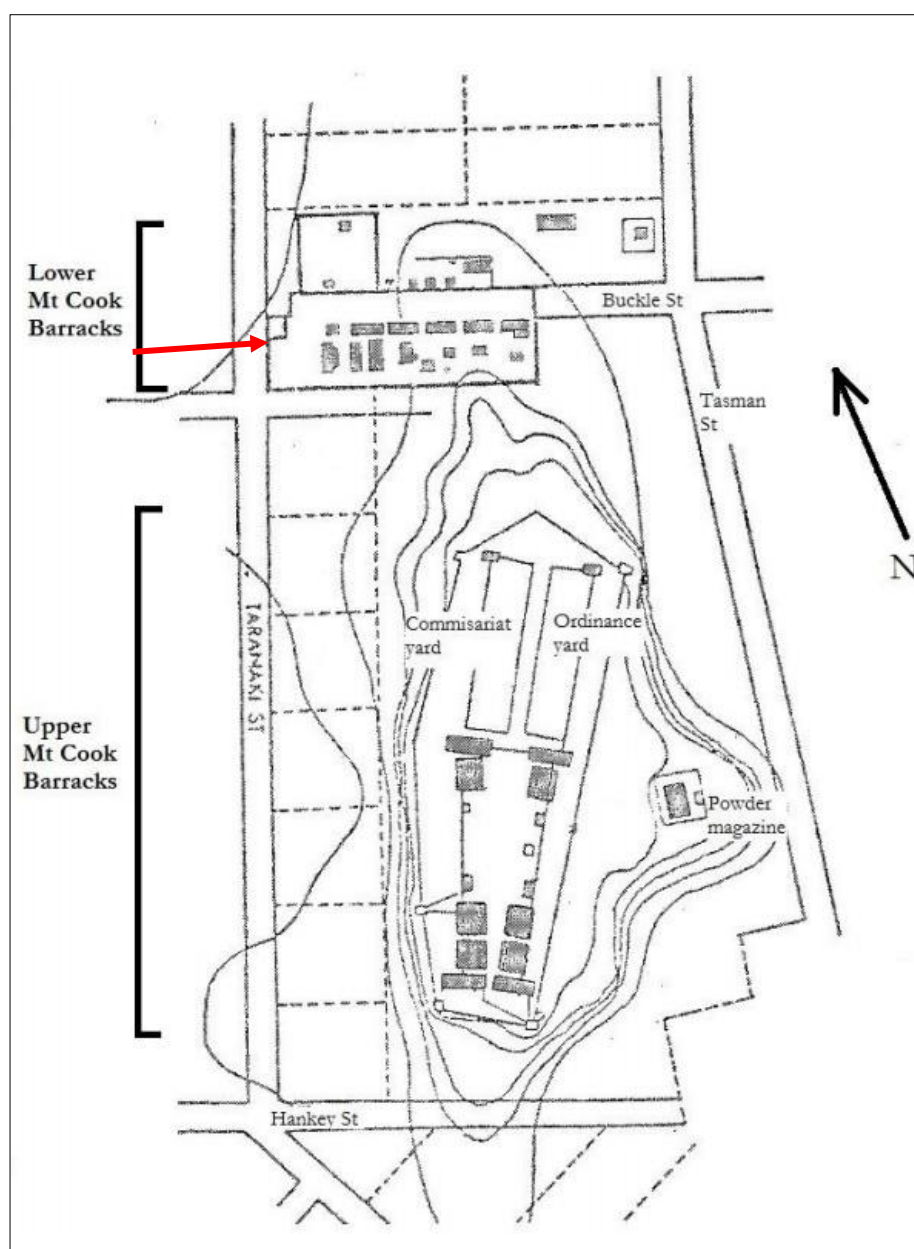 Lower
Mt Cook
Barracks
Buckle St
Tasman
St
N
Commisariat
yard
Ordinance
yard
TARANAKI ST
Upper
Mt Cook
Barracks
Powder
magazine
Hankey St